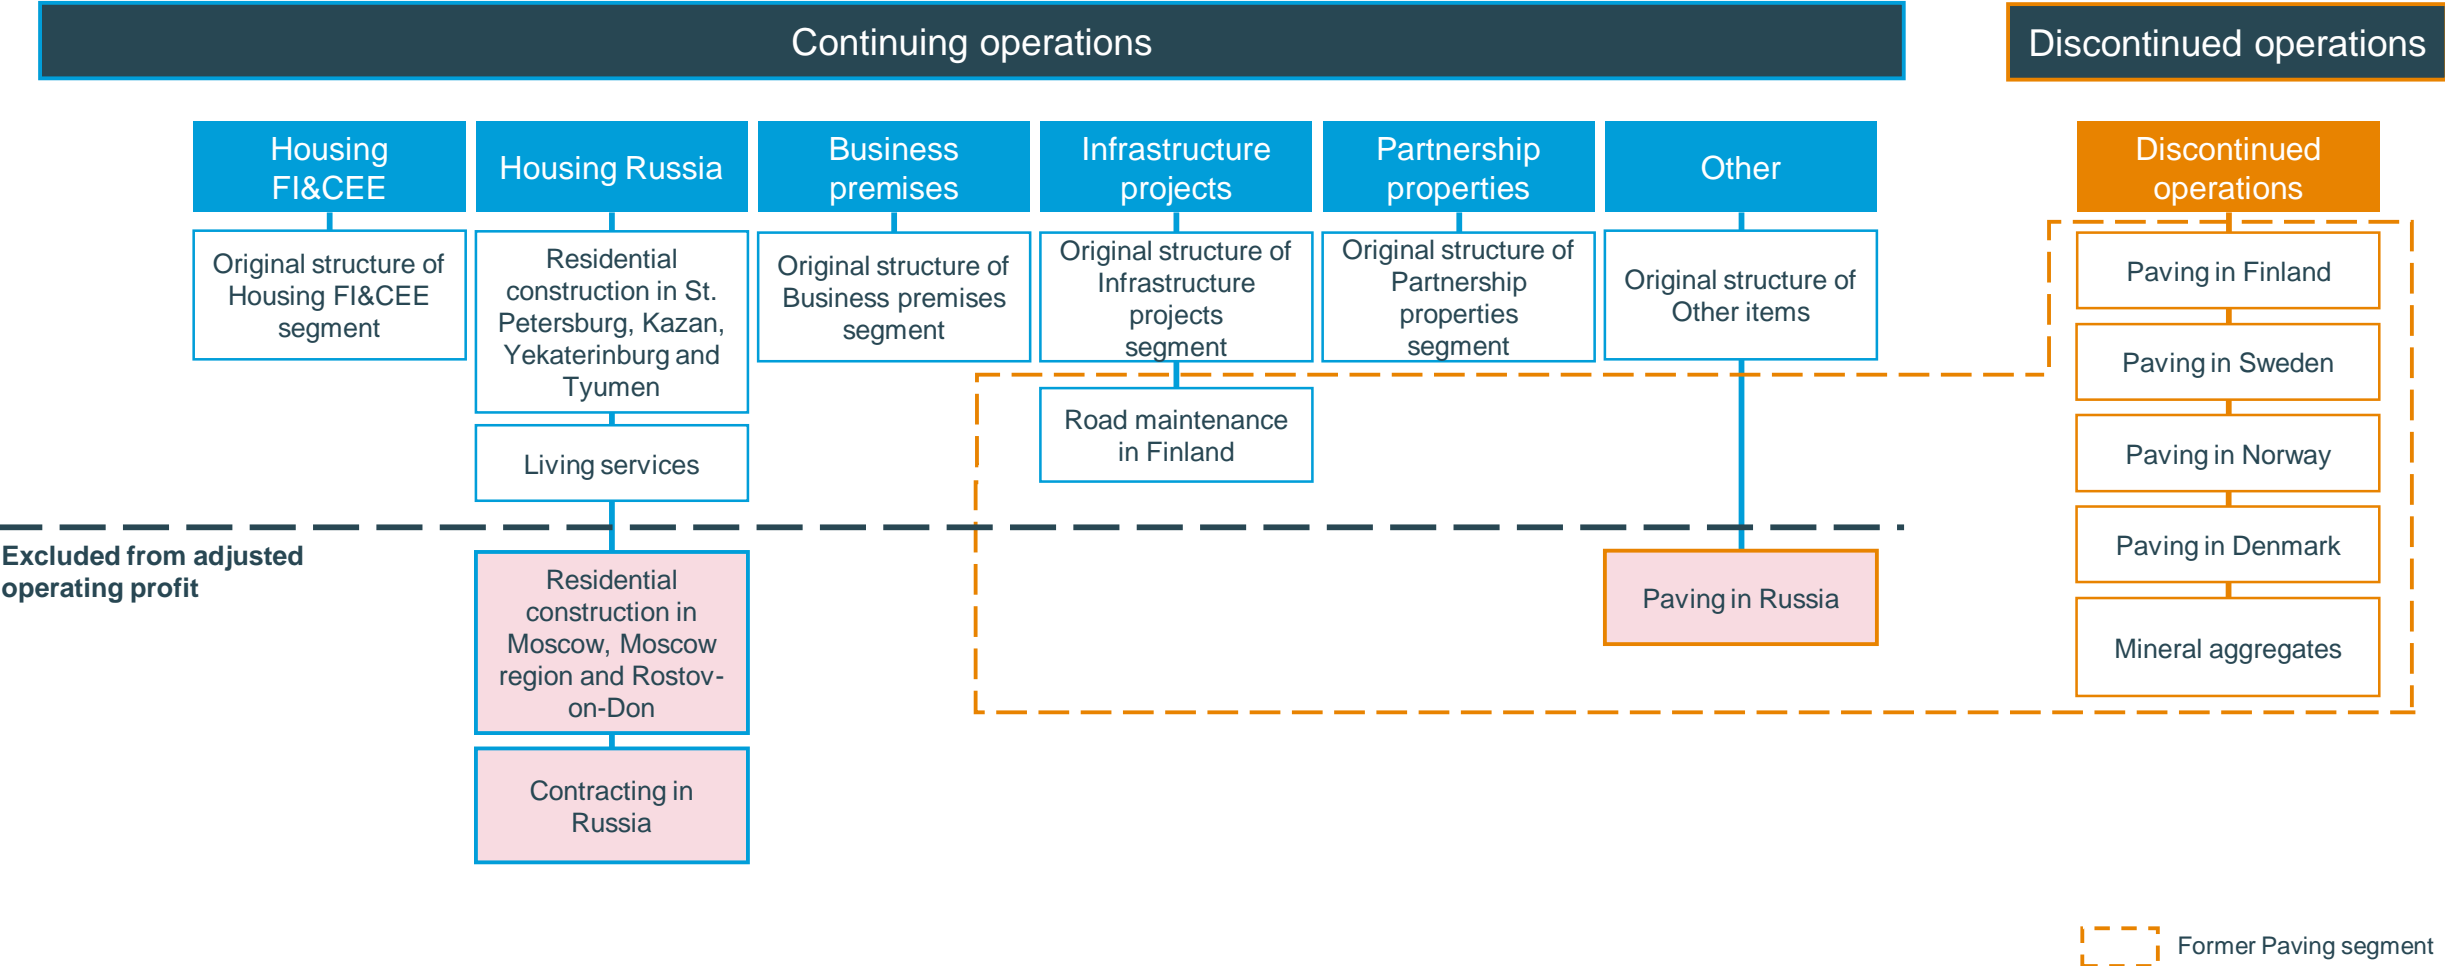 Continuing operations
Discontinued operations
Housing
FI&CEE
Original structure of
Housing FI&CEE
segment
Housing Russia
Residential
construction in St.
Petersburg, Kazan,
Yekaterinburg and
Tyumen
Living services
Business
premises
Original structure of
Business premises
segment
Infrastructure
projects
Original structure of
Infrastructure
projects
segment
Road maintenance
in Finland
Partnership
properties
Original structure of
Partnership
properties
segment
Other
Original structure of
Other items
Discontinued
operations
Paving in Finland
Paving in Sweden
Paving in Norway
Paving in Denmark
Mineral aggregates
Excluded from adjusted
operating profit
Residential
construction in
Moscow, Moscow
region and Rostov-
on-Don
Contracting in
Russia
Paving in Russia
Former Paving segment